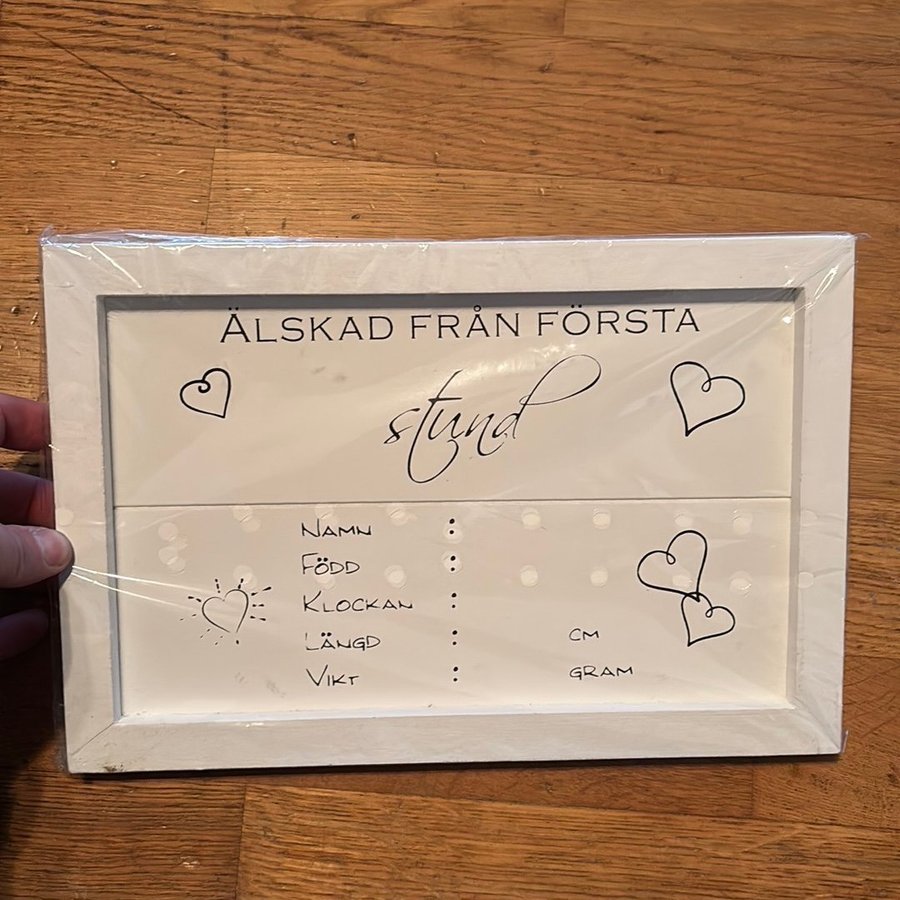 Älskad från första
stund
Namn :
Född :
Klockan :
Längd : cm
Vikt : gram